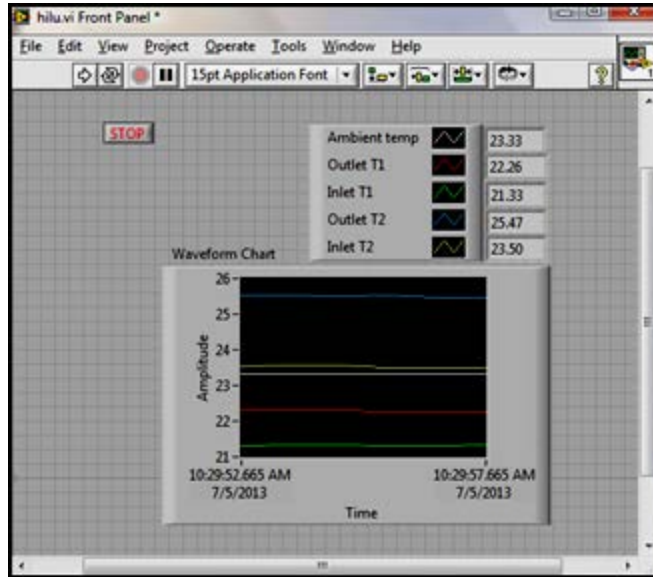 hilu.vi Front Panel *
File Edit View Project Operate Tools Window Help
15pt Application Font
STOP
Ambient temp 23.33
Outlet T1 22.26
Inlet T1 21.33
Outlet T2 25.47
Inlet T2 23.50
Waveform Chart
26
25
24
23
22
21
Amplitude
10:29:52.665 AM 10:29:57.665 AM
7/5/2013 7/5/2013
Time